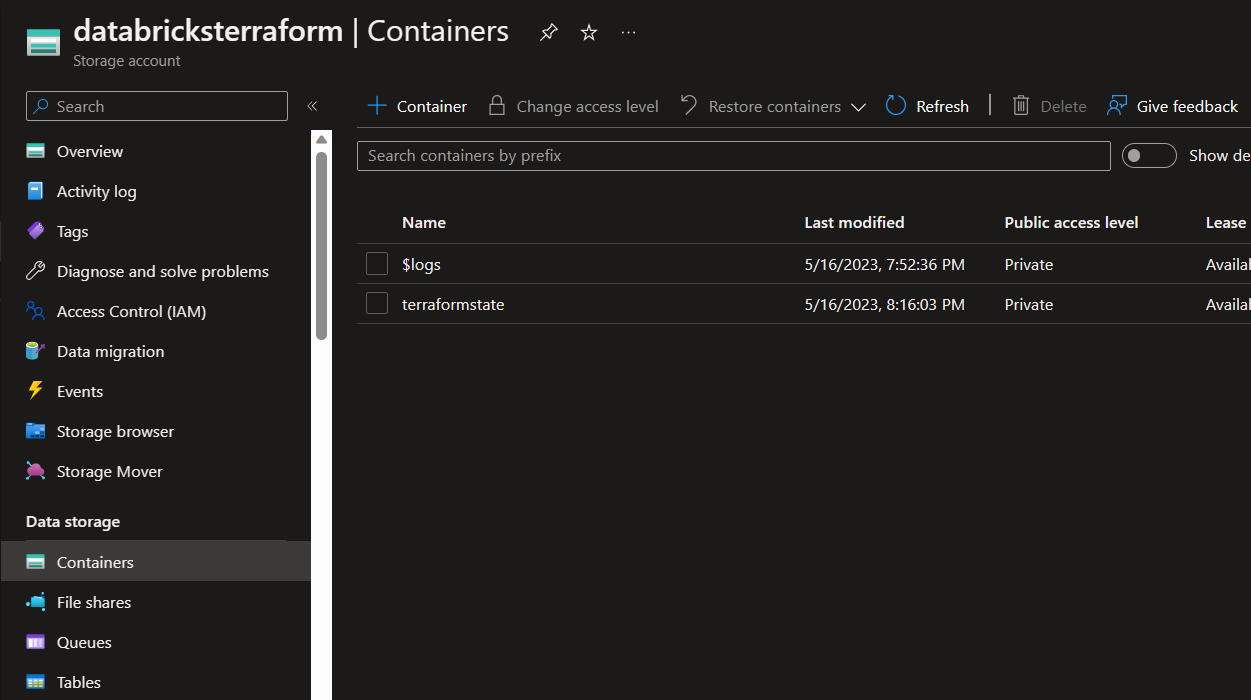 databricksterraform | Containers
Storage account
Search
Overview
Activity log
Tags
Diagnose and solve problems
Access Control (IAM)
Data migration
Events
Storage browser
Storage Mover
Data storage
Containers
File shares
Queues
Tables
Container Change access level Restore containers Refresh Delete Give feedback
Search containers by prefix Show de
Name Last modified Public access level Lease
$logs 5/16/2023, 7:52:36 PM Private Availal
terraformstate 5/16/2023, 8:16:03 PM Private Availal